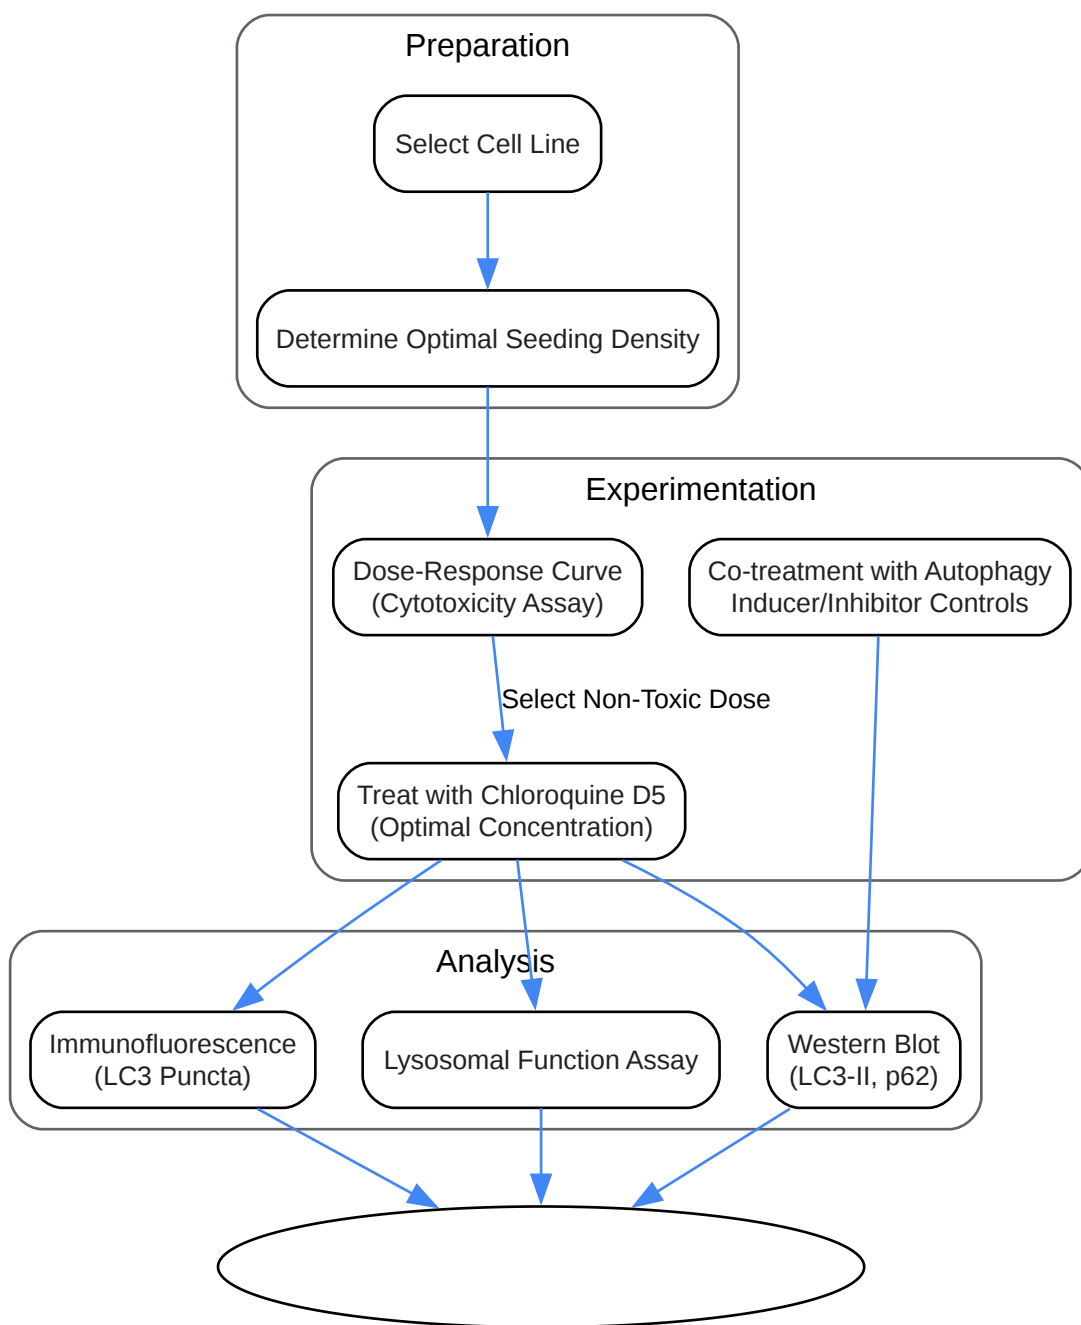 Preparation
Select Cell Line
Determine Optimal Seeding Density
Experimentation
Dose-Response Curve
(Cytotoxicity Assay)
Co-treatment with Autophagy
Inducer/Inhibitor Controls
Select Non-Toxic Dose
Treat with Chloroquine D5
(Optimal Concentration)
Analysis
Immunofluorescence
(LC3 Puncta)
Lysosomal Function Assay
Western Blot
(LC3-II, p62)